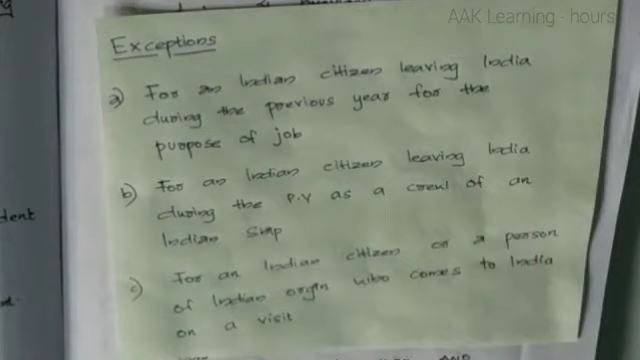 AAK Learning - hours
Exceptions
a) For an Indian citizen leaving India
during the previous year for the
purpose of job
b) For an Indian citizen leaving India
during the P.Y as a crew of an
Indian Ship
c) For an Indian citizen or a person
of Indian origin who comes to India
on a visit
dent
AND